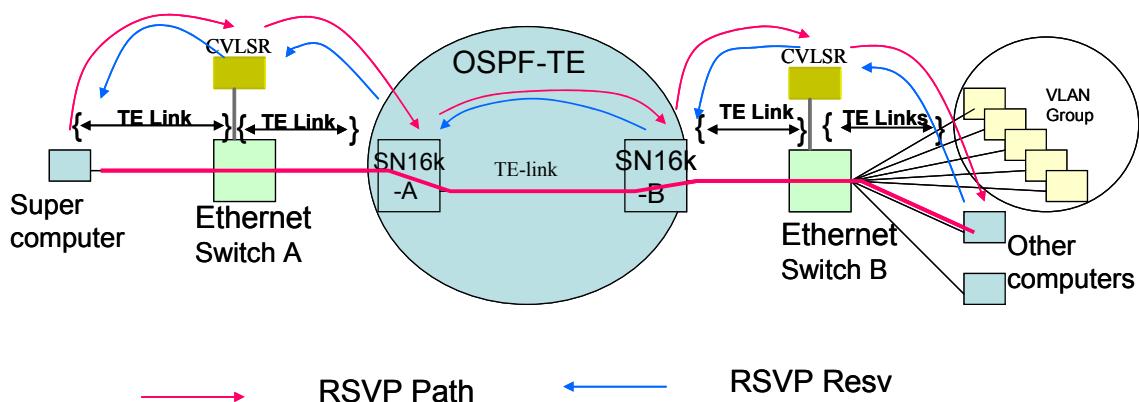 CVLSR
OSPF-TE
CVLSR
VLAN
Group
{ TE Link }
{ TE Link }
{ TE Link }
{ TE Links }
SN16k
-A
TE-link
SN16k
-B
Super
computer
Ethernet
Switch A
Ethernet
Switch B
Other
computers
RSVP Path
RSVP Resv